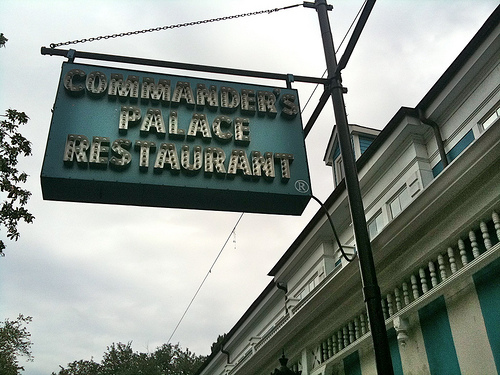 COMMANDER'S
PALACE
RESTAURANT ®